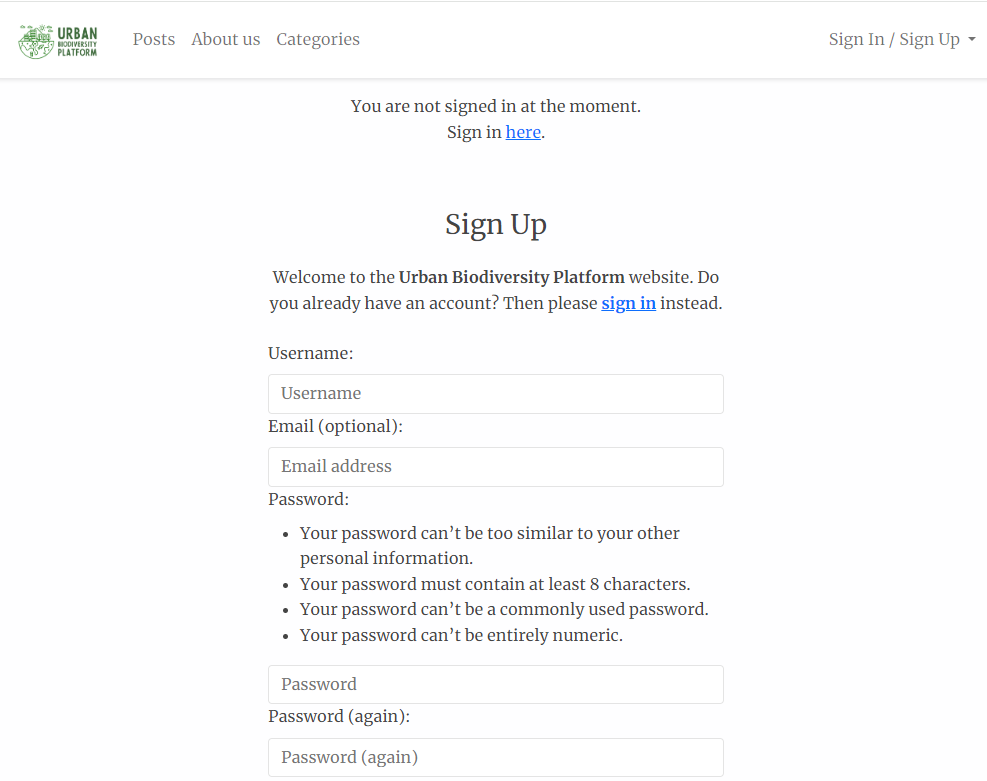 URBAN
BIODIVERSITY
PLATFORM
Posts About us Categories
Sign In / Sign Up
You are not signed in at the moment.
Sign in here.
Sign Up
Welcome to the Urban Biodiversity Platform website. Do
you already have an account? Then please sign in instead.
Username:
Username
Email (optional):
Email address
Password:
• Your password can’t be too similar to your other
personal information.
• Your password must contain at least 8 characters.
• Your password can’t be a commonly used password.
• Your password can’t be entirely numeric.
Password
Password (again):
Password (again)